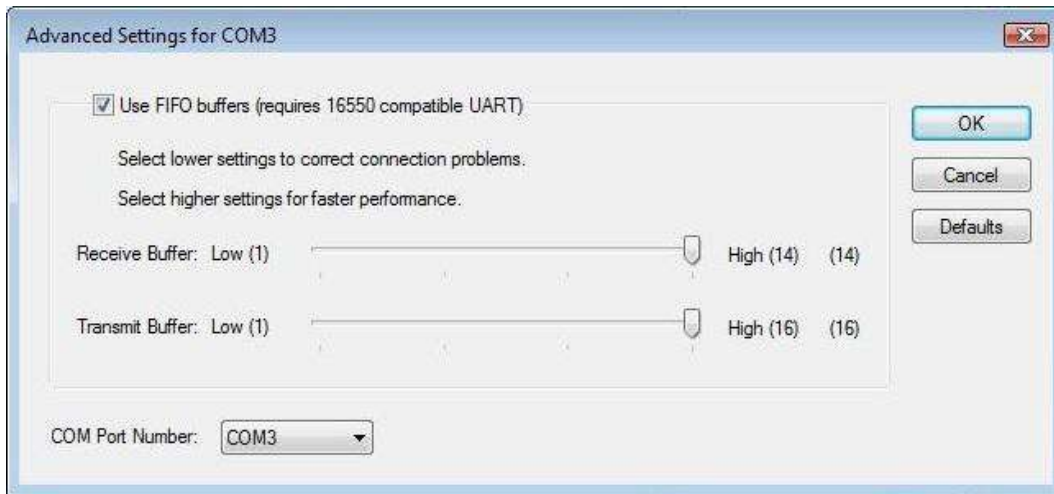 Advanced Settings for COM3
Use FIFO buffers (requires 16550 compatible UART)
OK
Select lower settings to correct connection problems.
Cancel
Select higher settings for faster performance.
Defaults
Receive Buffer: Low (1) High (14) (14)
Transmit Buffer: Low (1) High (16) (16)
COM Port Number: COM3